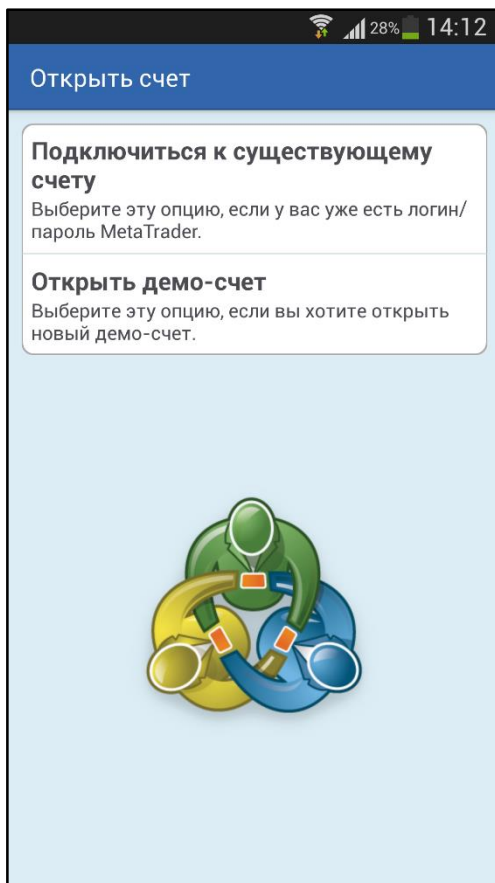 28% 14:12
Открыть счет
Подключиться к существующему
счету
Выберите эту опцию, если у вас уже есть логин/
пароль MetaTrader.
Открыть демо-счет
Выберите эту опцию, если вы хотите открыть
новый демо-счет.